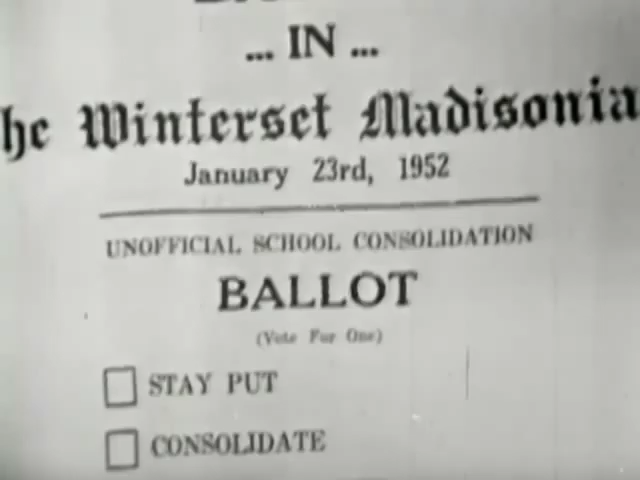 ... IN ...
he Winterset Madisonia
January 23rd, 1952
UNOFFICIAL SCHOOL CONSOLIDATION
BALLOT
(Vote For One)
STAY PUT
CONSOLIDATE